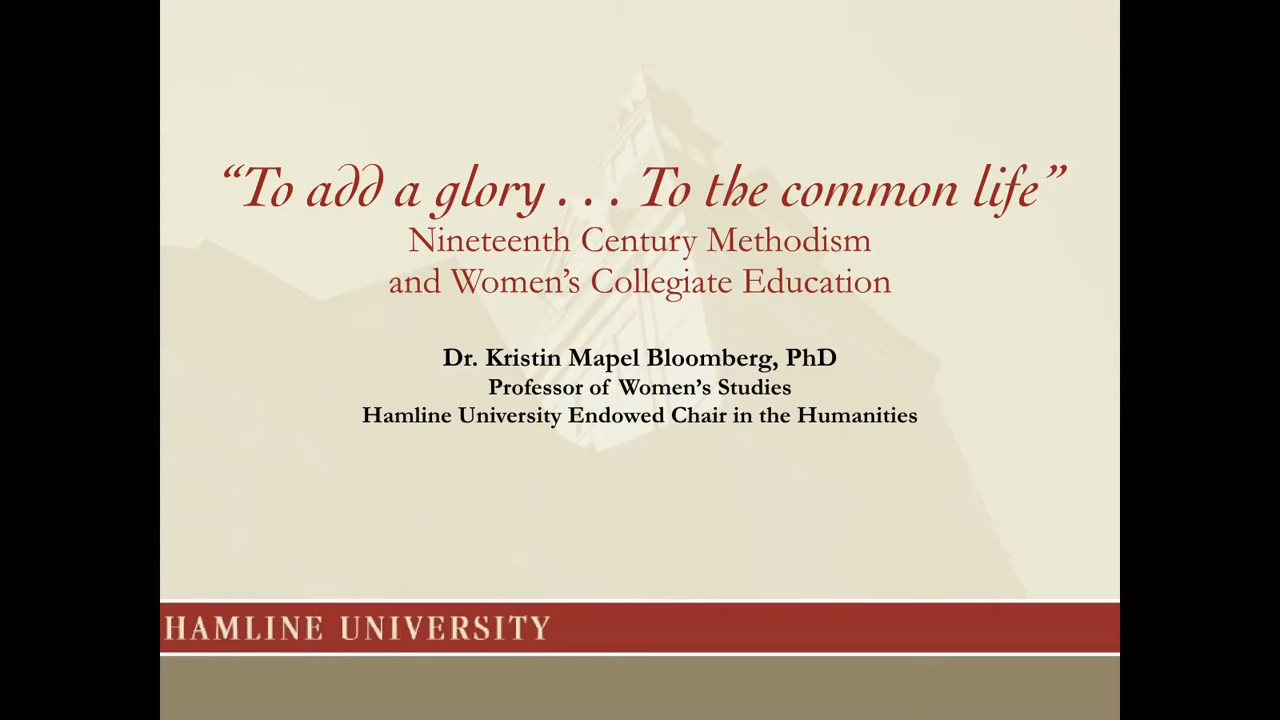 “To add a glory . . . To the common life”
Nineteenth Century Methodism
and Women’s Collegiate Education
Dr. Kristin Mapel Bloomberg, PhD
Professor of Women’s Studies
Hamline University Endowed Chair in the Humanities
HAMLINE UNIVERSITY